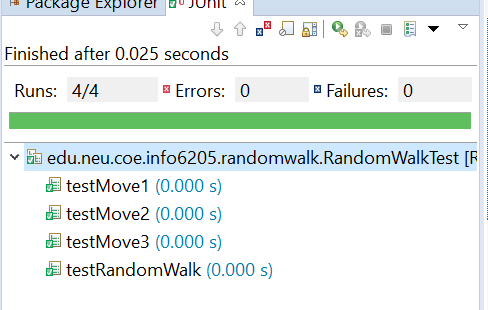 Package Explorer JUnit
Finished after 0.025 seconds
Runs: 4/4 Errors: 0 Failures: 0
edu.neu.coe.info6205.randomwalk.RandomWalkTest [R
testMove1 (0.000 s)
testMove2 (0.000 s)
testMove3 (0.000 s)
testRandomWalk (0.000 s)